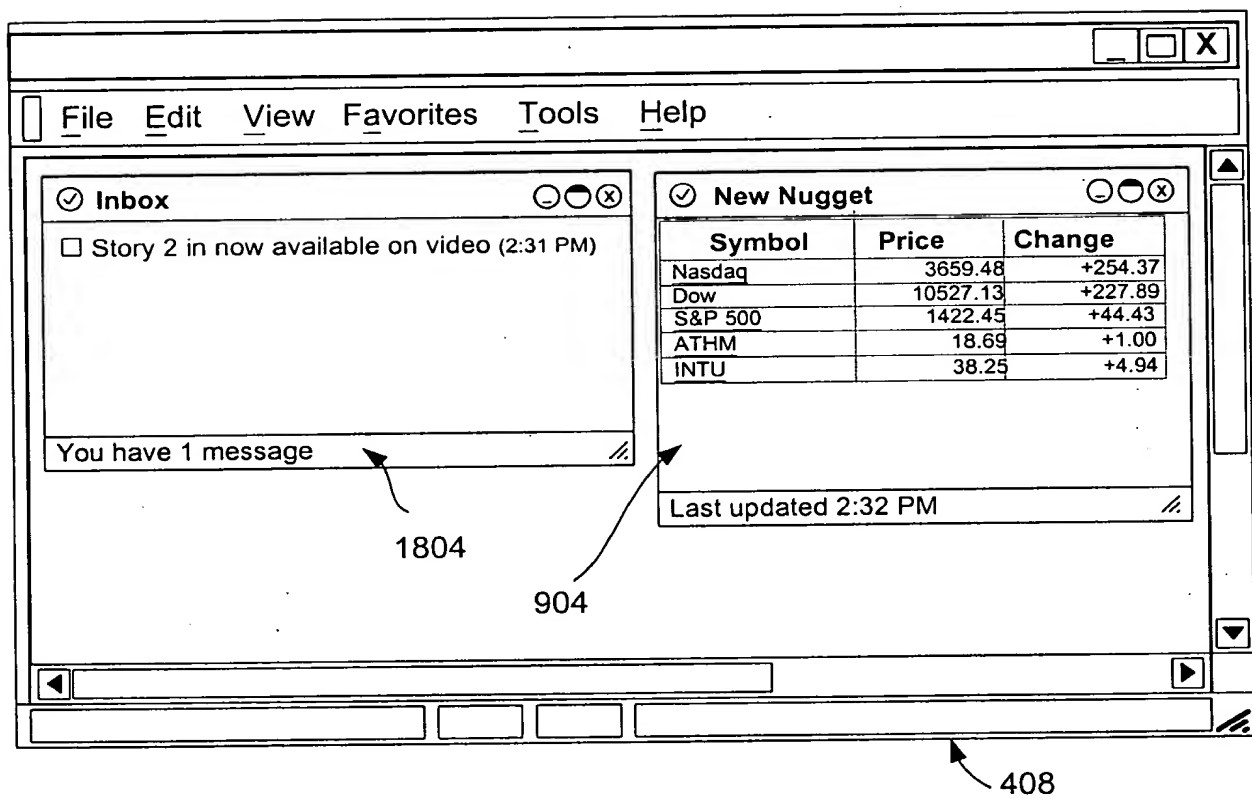 X
File Edit View Favorites Tools Help
Inbox
Story 2 in now available on video (2:31 PM)
You have 1 message
New Nugget
Symbol Price Change
Nasdaq 3659.48 +254.37
Dow 10527.13 +227.89
S&P 500 1422.45 +44.43
ATHM 18.69 +1.00
INTU 38.25 +4.94
Last updated 2:32 PM
1804
904
408